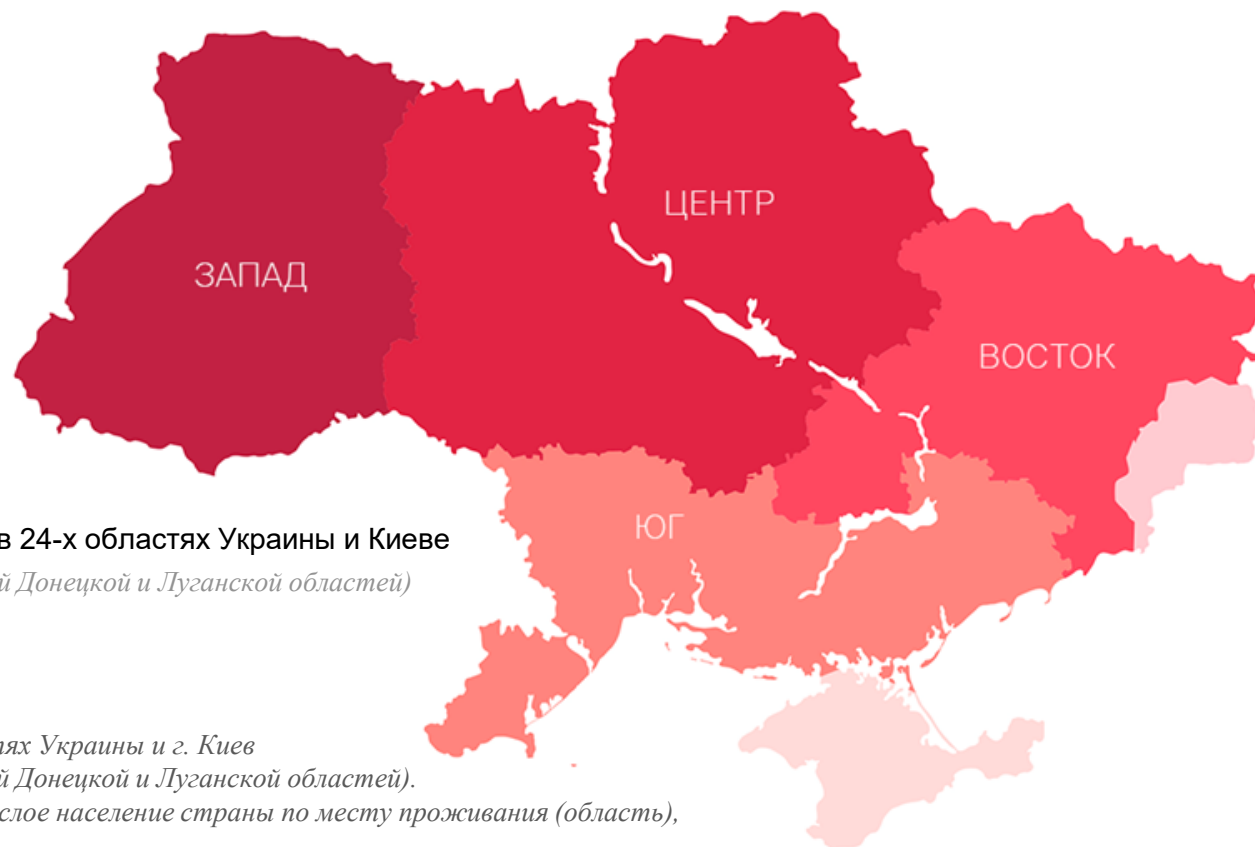 ЦЕНТР
ЗАПАД
ВОСТОК
ЮГ
в 24-х областях Украины и Киеве
й Донецкой и Луганской областей)
тях Украины и г. Киев
й Донецкой и Луганской областей).
слое население страны по месту проживания (область),